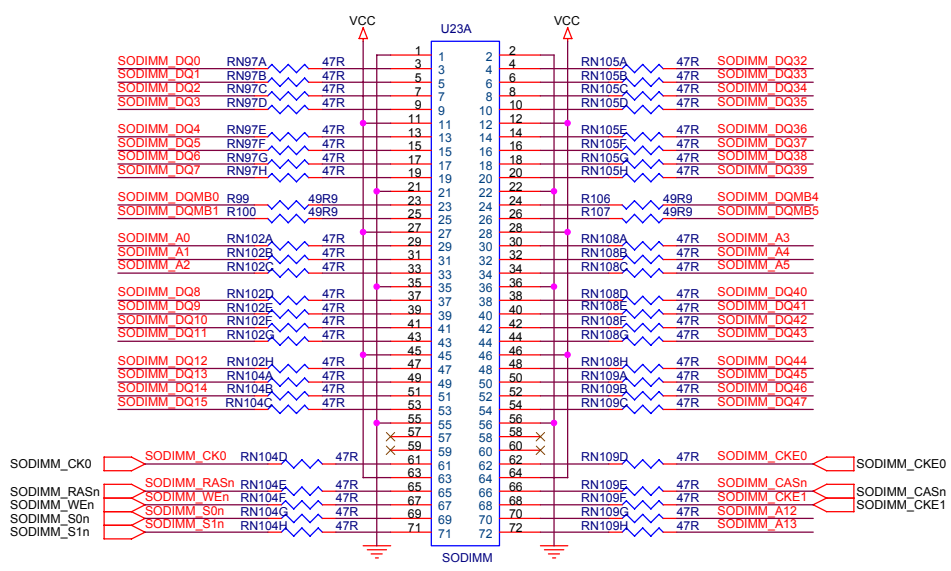 VCC U23A VCC
1 1 2 2
SODIMM_DQ0 RN97A 47R 3 3 4 4 RN105A 47R SODIMM_DQ32
SODIMM_DQ1 RN97B 47R 5 5 6 6 RN105B 47R SODIMM_DQ33
SODIMM_DQ2 RN97C 47R 7 7 8 8 RN105C 47R SODIMM_DQ34
SODIMM_DQ3 RN97D 47R 9 9 10 10 RN105D 47R SODIMM_DQ35
11 11 12 12
SODIMM_DQ4 RN97E 47R 13 13 14 14 RN105E 47R SODIMM_DQ36
SODIMM_DQ5 RN97F 47R 15 15 16 16 RN105F 47R SODIMM_DQ37
SODIMM_DQ6 RN97G 47R 17 17 18 18 RN105G 47R SODIMM_DQ38
SODIMM_DQ7 RN97H 47R 19 19 20 20 RN105H 47R SODIMM_DQ39
21 21 22 22
SODIMM_DQMB0 R99 49R9 23 23 24 24 R106 49R9 SODIMM_DQMB4
SODIMM_DQMB1 R100 49R9 25 25 26 26 R107 49R9 SODIMM_DQMB5
27 27 28 28
SODIMM_A0 RN102A 47R 29 29 30 30 RN108A 47R SODIMM_A3
SODIMM_A1 RN102B 47R 31 31 32 32 RN108B 47R SODIMM_A4
SODIMM_A2 RN102C 47R 33 33 34 34 RN108C 47R SODIMM_A5
35 35 36 36
SODIMM_DQ8 RN102D 47R 37 37 38 38 RN108D 47R SODIMM_DQ40
SODIMM_DQ9 RN102E 47R 39 39 40 40 RN108E 47R SODIMM_DQ41
SODIMM_DQ10 RN102F 47R 41 41 42 42 RN108F 47R SODIMM_DQ42
SODIMM_DQ11 RN102G 47R 43 43 44 44 RN108G 47R SODIMM_DQ43
45 45 46 46
SODIMM_DQ12 RN102H 47R 47 47 48 48 RN108H 47R SODIMM_DQ44
SODIMM_DQ13 RN104A 47R 49 49 50 50 RN109A 47R SODIMM_DQ45
SODIMM_DQ14 RN104B 47R 51 51 52 52 RN109B 47R SODIMM_DQ46
SODIMM_DQ15 RN104C 47R 53 53 54 54 RN109C 47R SODIMM_DQ47
55 55 56 56
57 57 58 58
59 59 60 60
SODIMM_CK0 SODIMM_CK0 RN104D 47R 61 61 62 62 RN109D 47R SODIMM_CKE0 SODIMM_CKE0
63 63 64 64
SODIMM_RASn SODIMM_RASn RN104E 47R 65 65 66 66 RN109E 47R SODIMM_CASn SODIMM_CASn
SODIMM_WEn SODIMM_WEn RN104F 47R 67 67 68 68 RN109F 47R SODIMM_CKE1 SODIMM_CKE1
SODIMM_S0n SODIMM_S0n RN104G 47R 69 69 70 70 RN109G 47R SODIMM_A12
SODIMM_S1n SODIMM_S1n RN104H 47R 71 71 72 72 RN109H 47R SODIMM_A13
SODIMM